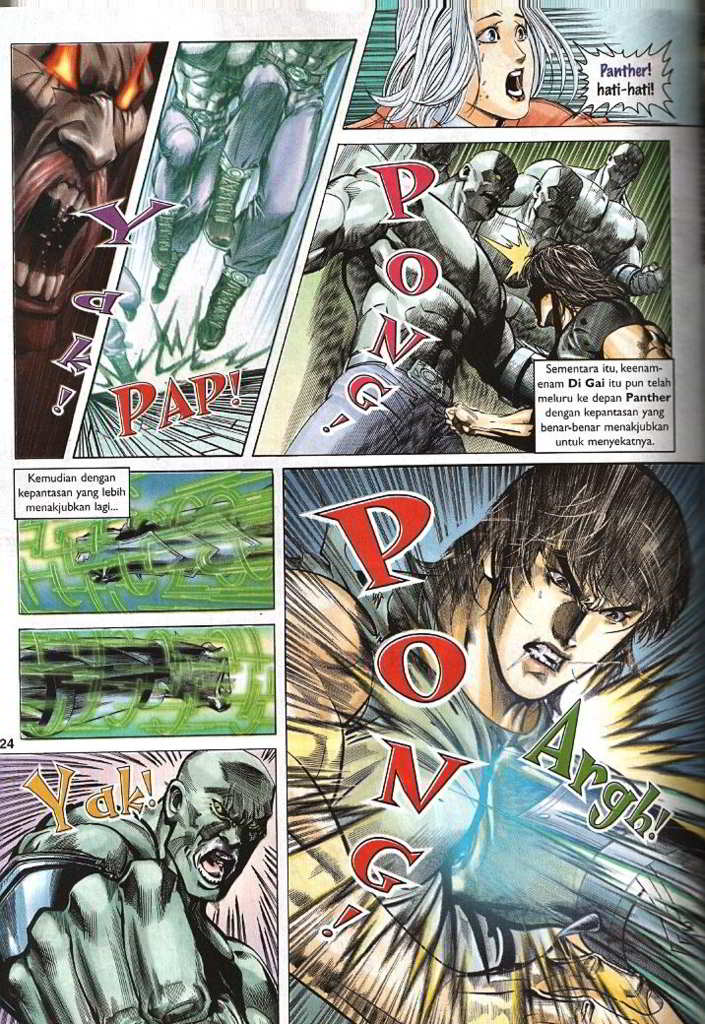 Panther!
hati-hati!
Yak!
PAP!
PONG!
Sementara itu, keenam-
enam Di Gai itu pun telah
meluru ke depan Panther
dengan kepantasan yang
benar-benar menakjubkan
untuk menyekatnya.
Kemudian dengan
kepantasan yang lebih
menakjubkan lagi...
PONG!
Argh!
Yak!
24